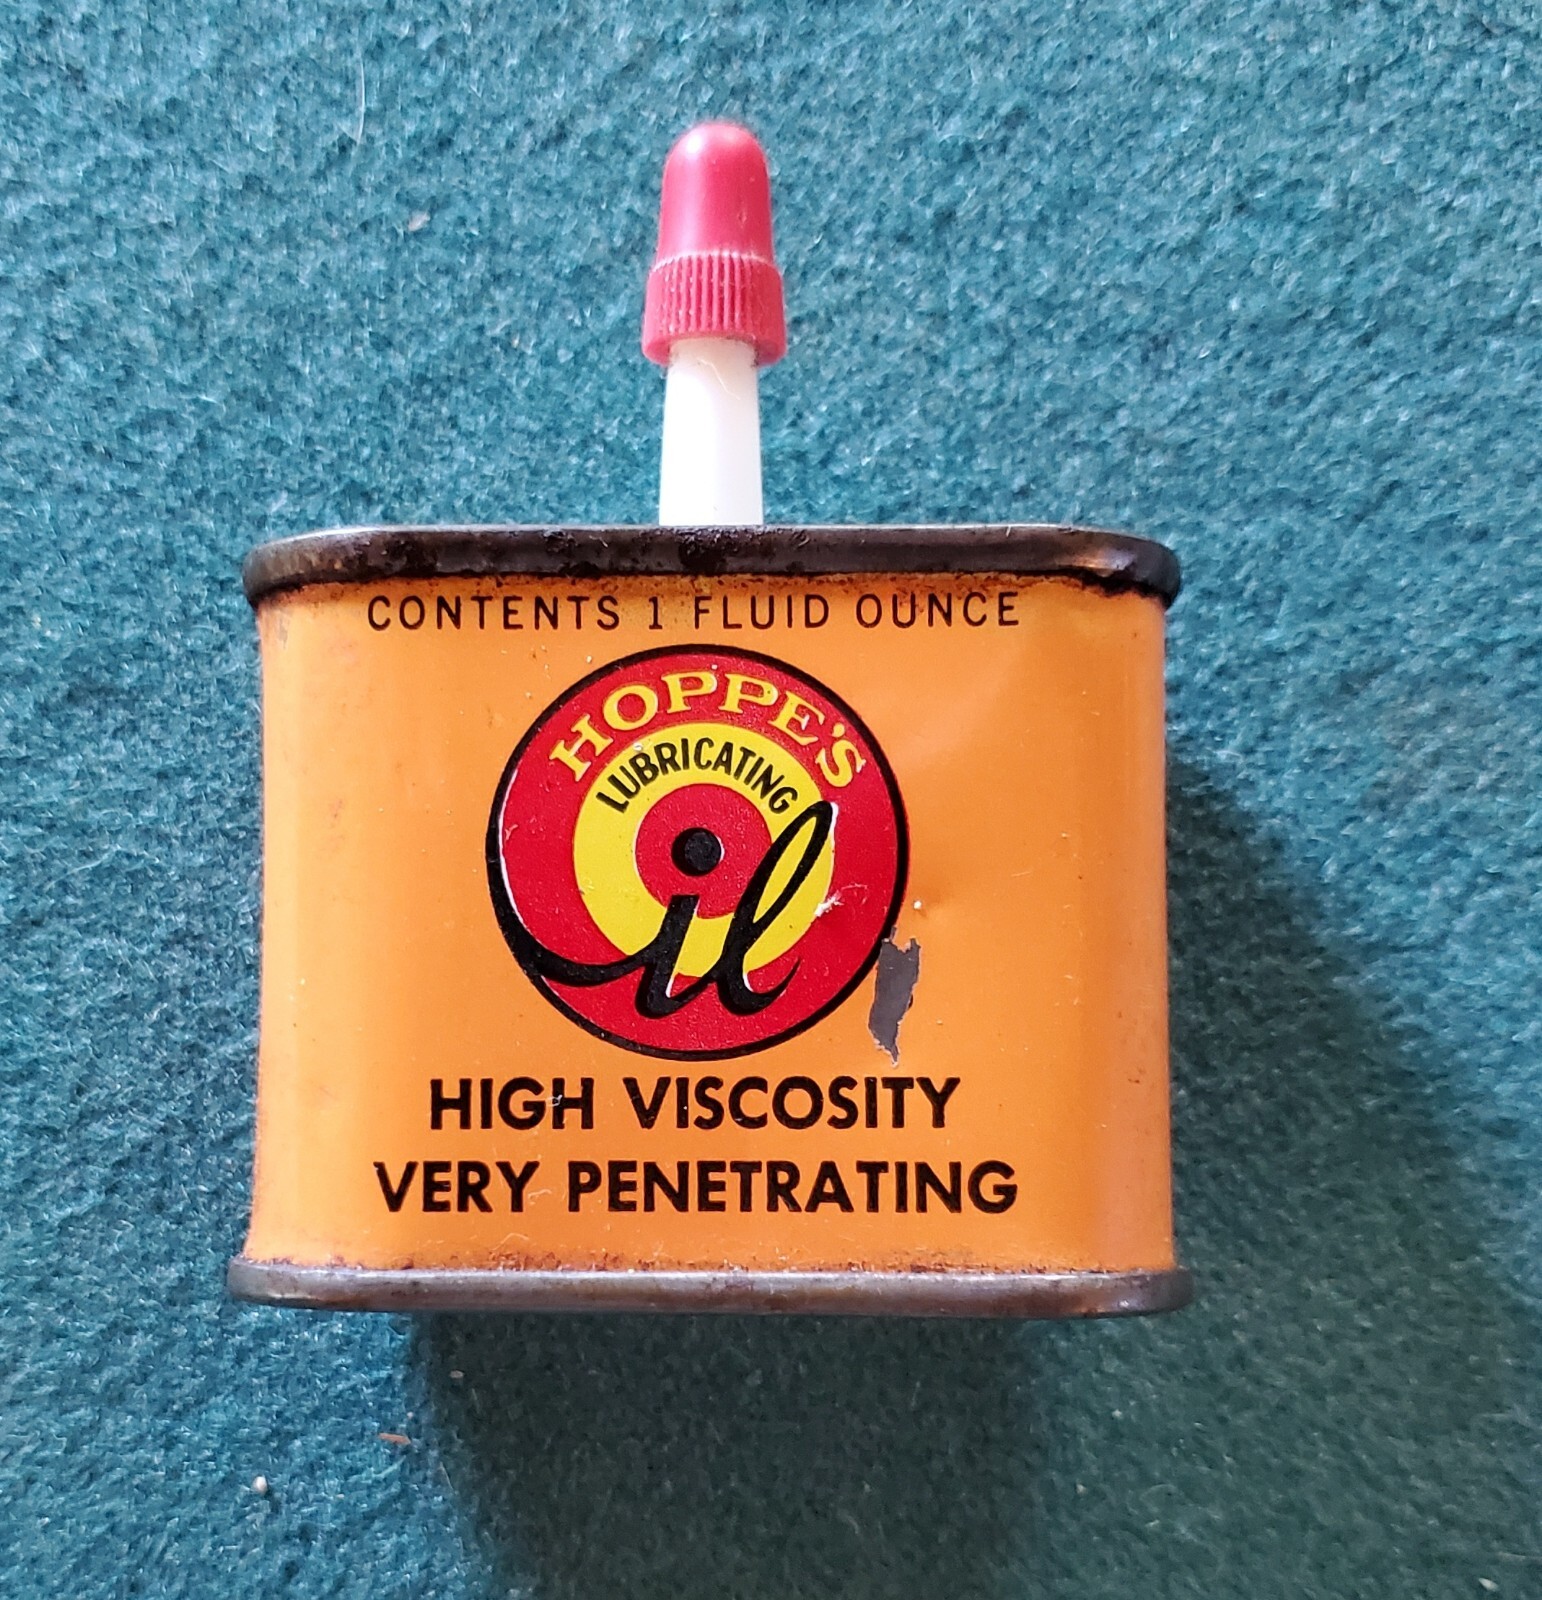 CONTENTS 1 FLUID OUNCE
HOPPE'S
LUBRICATING
Oil
HIGH VISCOSITY
VERY PENETRATING